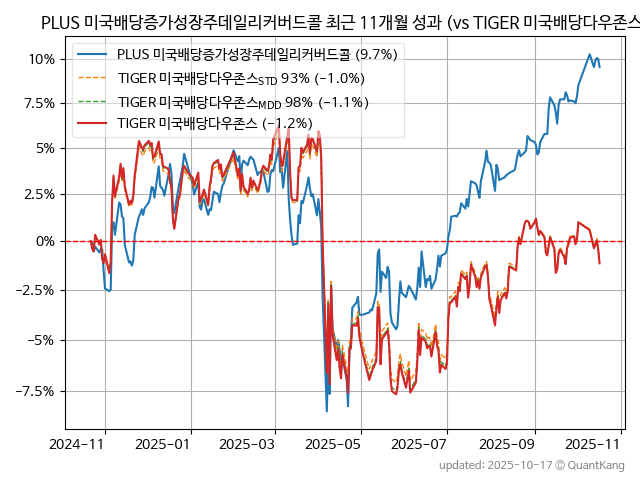 PLUS 미국배당증가성장주데일리커버드콜 최근 11개월 성과 (vs TIGER 미국배당다우존스
PLUS 미국배당증가성장주데일리커버드콜 (9.7%)
TIGER 미국배당다우존스STD 93% (−1.0%)
TIGER 미국배당다우존스MDD 98% (−1.1%)
TIGER 미국배당다우존스 (−1.2%)
10%
7.5%
5%
2.5%
0%
−2.5%
−5%
−7.5%
2024-11 2025-01 2025-03 2025-05 2025-07 2025-09 2025-11
updated: 2025-10-17 © QuantKang